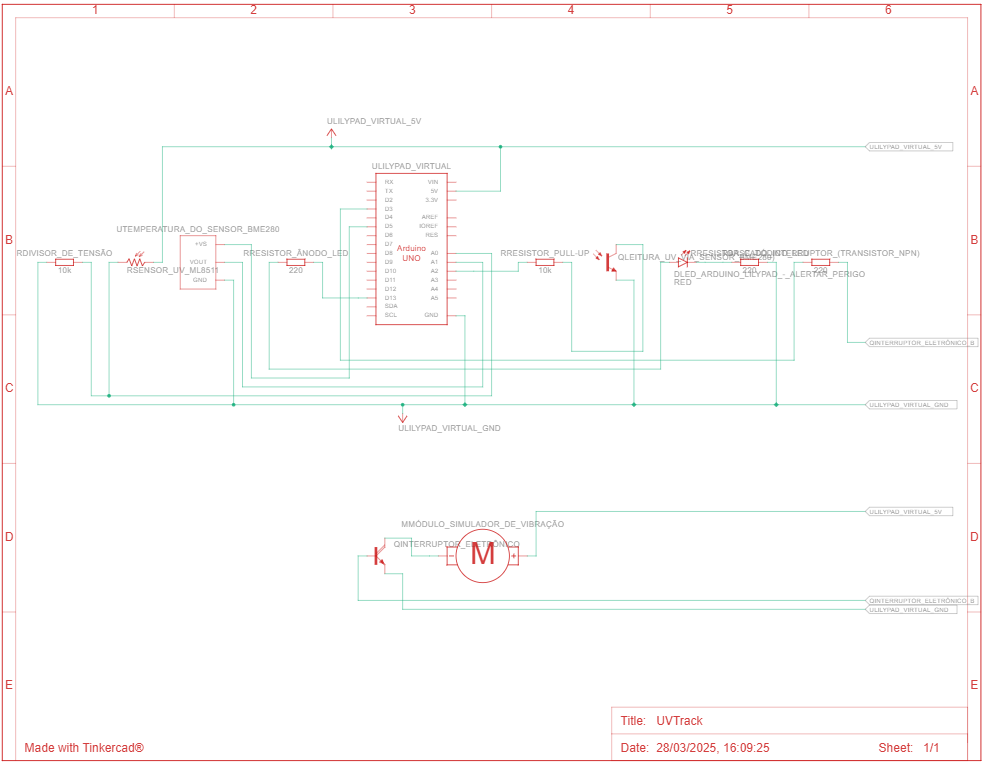 1 2 3 4 5 6
A A
ULILYPAD_VIRTUAL_5V
ULILYPAD_VIRTUAL_5V
ULILYPAD_VIRTUAL
RX VIN
TX 5V
D2 3.3V
D3
D4 AREF
D5 IOREF
D6 RES
D7
D8 A0
D9 A1
D10 A2
D11 A3
D12 A4
D13 A5
SDA
SCL GND
Arduino
UNO
B B
UTEMPERATURA_DO_SENSOR_BME280
+VS
VOUT
GND
RDIVISOR_DE_TENSÃO
10k
RSENSOR_UV_ML8511
RRESISTOR_ÂNODO_LED
220
RRESISTOR_PULL-UP
10k
QLEITURA_UV_VIA_SENSOR_BME280)
DLED_ARDUINO_LILYPAD_-_ALERTAR_PERIGO
RED
220
(TRANSISTOR_NPN)
220
QINTERRUPTOR_ELETRÔNICO_B
C C
ULILYPAD_VIRTUAL_GND
ULILYPAD_VIRTUAL_GND
D D
ULILYPAD_VIRTUAL_5V
MMÓDULO_SIMULADOR_DE_VIBRAÇÃO
QINTERRUPTOR_ELETRÔNICO
- M +
QINTERRUPTOR_ELETRÔNICO_B
ULILYPAD_VIRTUAL_GND
E E
Title: UVTrack
Made with Tinkercad®
Date: 28/03/2025, 16:09:25 Sheet: 1/1